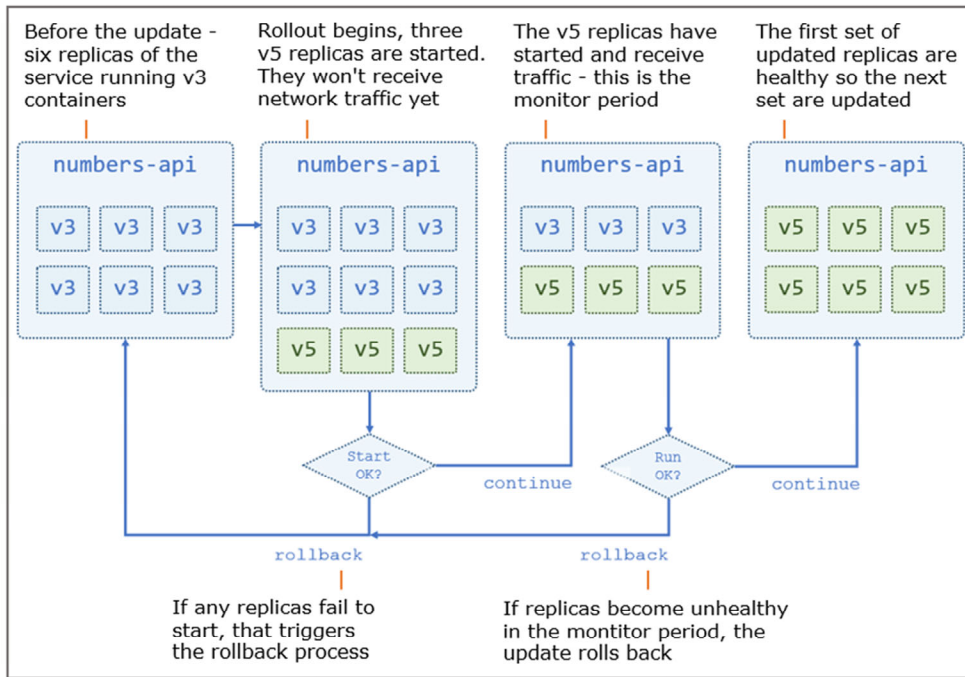 Before the update -
six replicas of the
service running v3
containers
Rollout begins, three
v5 replicas are started.
They won't receive
network traffic yet
The v5 replicas have
started and receive
traffic - this is the
monitor period
The first set of
updated replicas are
healthy so the next
set are updated
numbers-api
v3 v3 v3
v3 v3 v3
numbers-api
v3 v3 v3
v3 v3 v3
v5 v5 v5
numbers-api
v3 v3 v3
v5 v5 v5
numbers-api
v5 v5 v5
v5 v5 v5
Start
OK?
continue
Run
OK?
continue
rollback
rollback
If any replicas fail to
start, that triggers
the rollback process
If replicas become unhealthy
in the montitor period, the
update rolls back